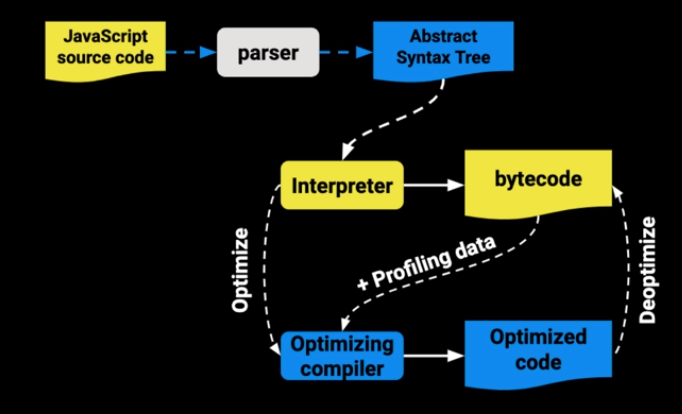 JavaScript
source code
parser
Abstract
Syntax Tree
Interpreter
bytecode
Optimize
+ Profiling data
Deoptimize
Optimizing
compiler
Optimized
code